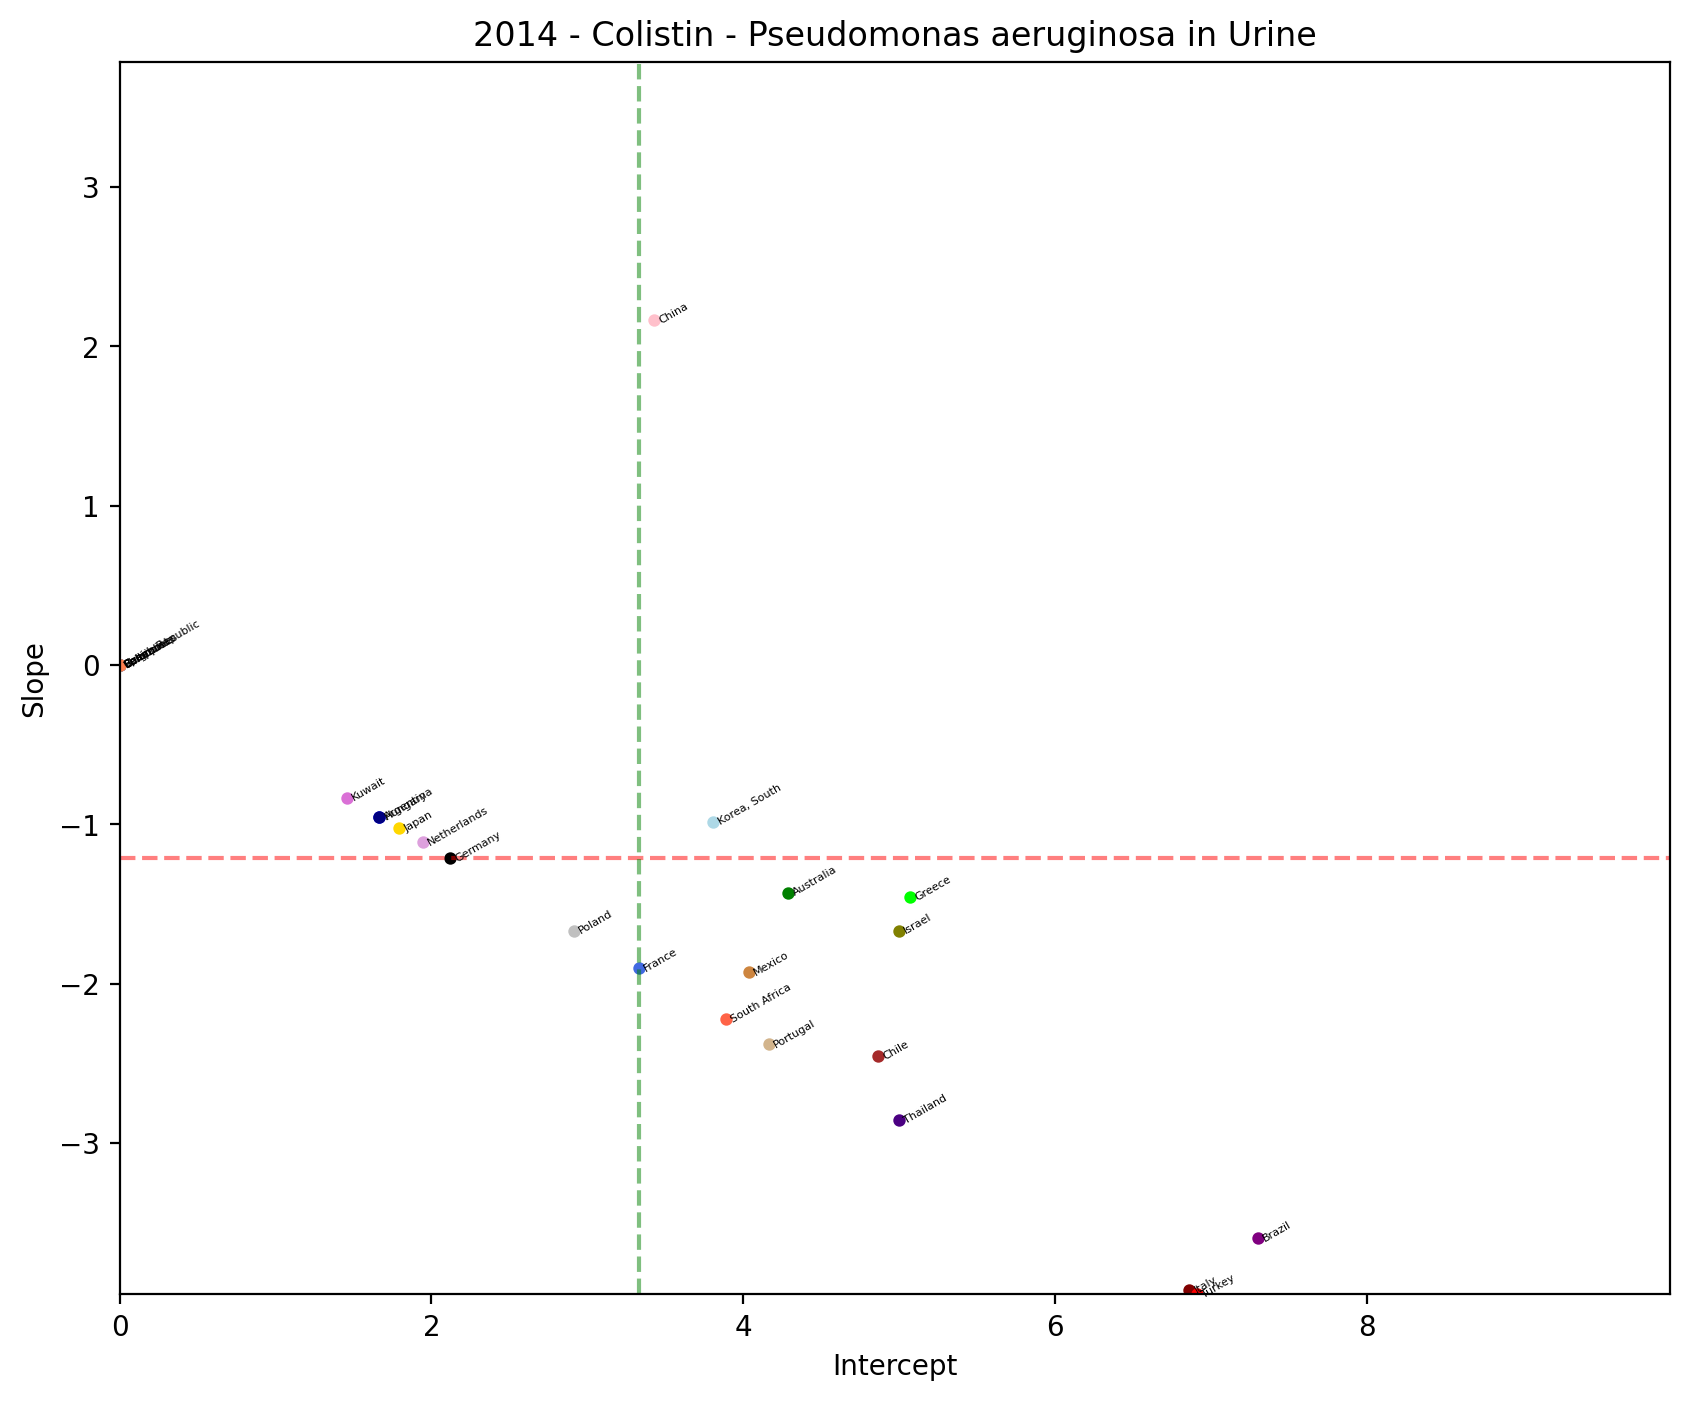 2014 - Colistin - Pseudomonas aeruginosa in Urine
3
2
1
0
−1
−2
−3
Slope
China
Kuwait
Argentina
Hungary
Japan
Netherlands
Germany
Korea, South
Australia
Greece
Poland
Israel
France
Mexico
South Africa
Portugal
Chile
Thailand
Brazil
Italy
Turkey
0
2
4
6
8
Intercept